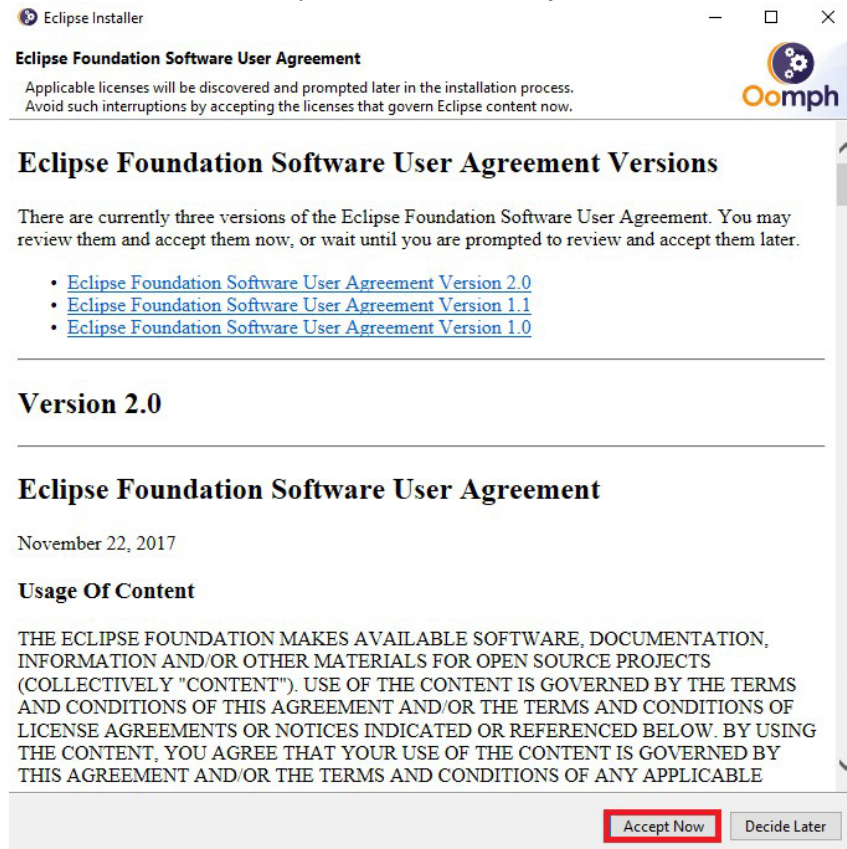 Eclipse Installer
Eclipse Foundation Software User Agreement
Applicable licenses will be discovered and prompted later in the installation process.
Avoid such interruptions by accepting the licenses that govern Eclipse content now.
Oomph
Eclipse Foundation Software User Agreement Versions
There are currently three versions of the Eclipse Foundation Software User Agreement. You may
review them and accept them now, or wait until you are prompted to review and accept them later.
• Eclipse Foundation Software User Agreement Version 2.0
• Eclipse Foundation Software User Agreement Version 1.1
• Eclipse Foundation Software User Agreement Version 1.0
Version 2.0
Eclipse Foundation Software User Agreement
November 22, 2017
Usage Of Content
THE ECLIPSE FOUNDATION MAKES AVAILABLE SOFTWARE, DOCUMENTATION,
INFORMATION AND/OR OTHER MATERIALS FOR OPEN SOURCE PROJECTS
(COLLECTIVELY "CONTENT"). USE OF THE CONTENT IS GOVERNED BY THE TERMS
AND CONDITIONS OF THIS AGREEMENT AND/OR THE TERMS AND CONDITIONS OF
LICENSE AGREEMENTS OR NOTICES INDICATED OR REFERENCED BELOW. BY USING
THE CONTENT, YOU AGREE THAT YOUR USE OF THE CONTENT IS GOVERNED BY
THIS AGREEMENT AND/OR THE TERMS AND CONDITIONS OF ANY APPLICABLE
Accept Now
Decide Later